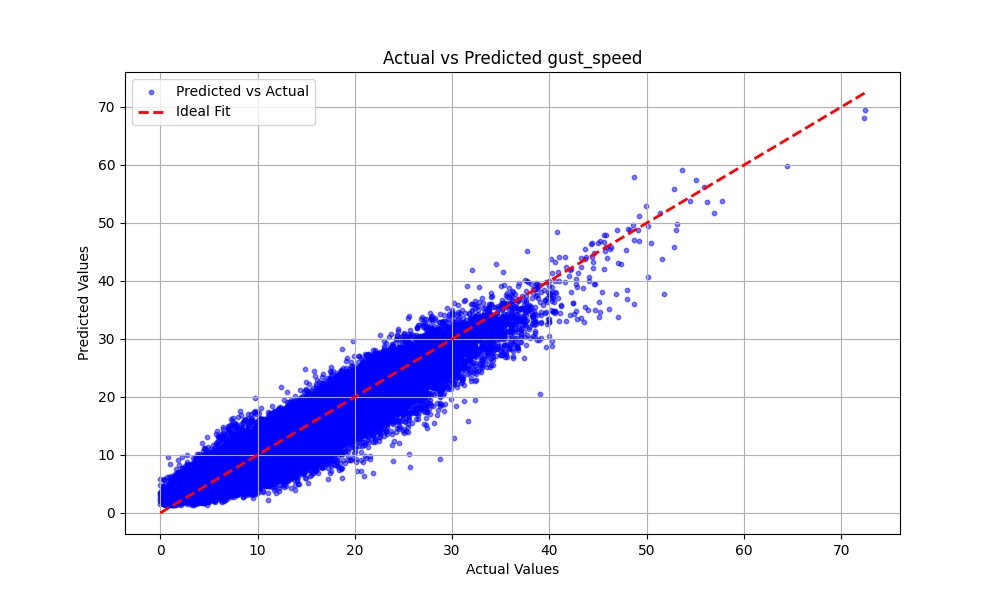 Actual vs Predicted gust_speed
Predicted vs Actual
Ideal Fit
Predicted Values
70
60
50
40
30
20
10
0
0 10 20 30 40 50 60 70
Actual Values